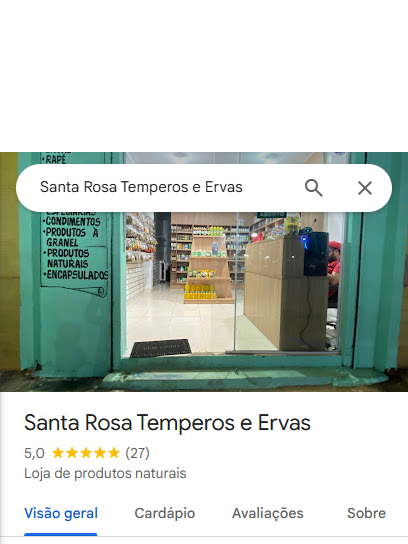 Santa Rosa Temperos e Ervas
•RAPÉ
ESPECIARIAS
•CONDIMENTOS
•PRODUTOS À
GRANEL
•PRODUTOS
NATURAIS
•ENCAPSULADOS
ABERTO
Santa Rosa Temperos e Ervas
5,0 ★★★★★ (27)
Loja de produtos naturais
Visão geral
Cardápio
Avaliações
Sobre